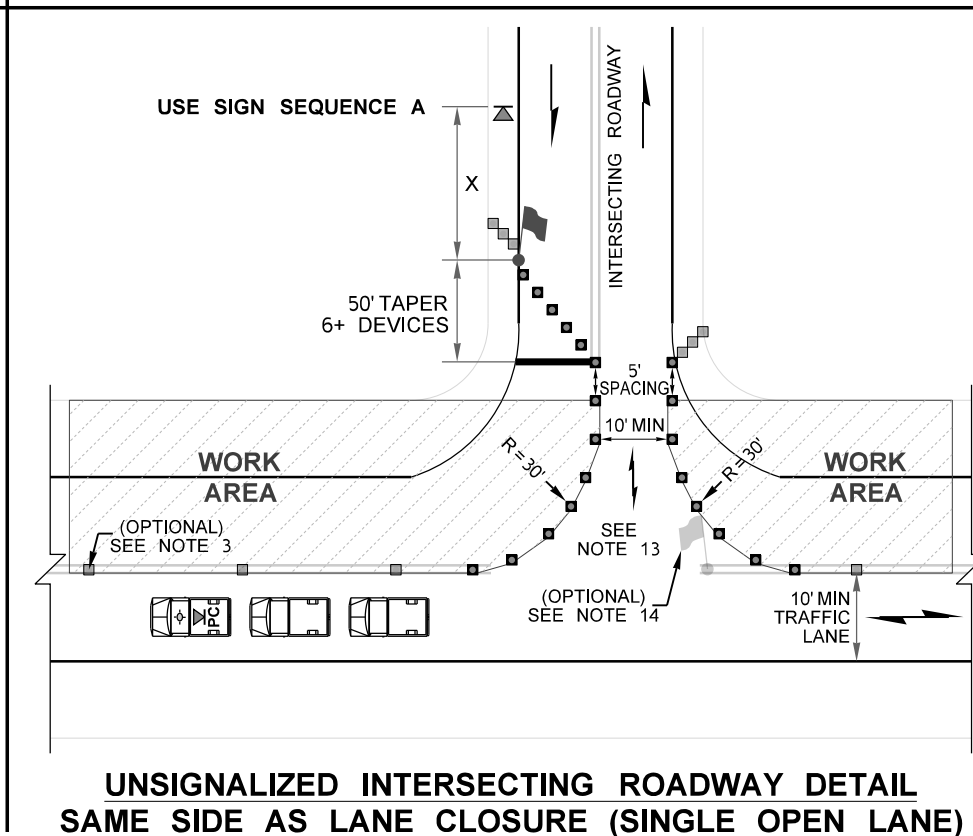 USE SIGN SEQUENCE A
X
INTERSECTING ROADWAY
50' TAPER
6+ DEVICES
5'
SPACING
10' MIN
R = 30'
R = 30'
WORK
AREA
WORK
AREA
(OPTIONAL)
SEE NOTE 3
SEE
NOTE 13
(OPTIONAL)
SEE NOTE 14
10' MIN
TRAFFIC
LANE
PC
UNSIGNALIZED INTERSECTING ROADWAY DETAIL
SAME SIDE AS LANE CLOSURE (SINGLE OPEN LANE)